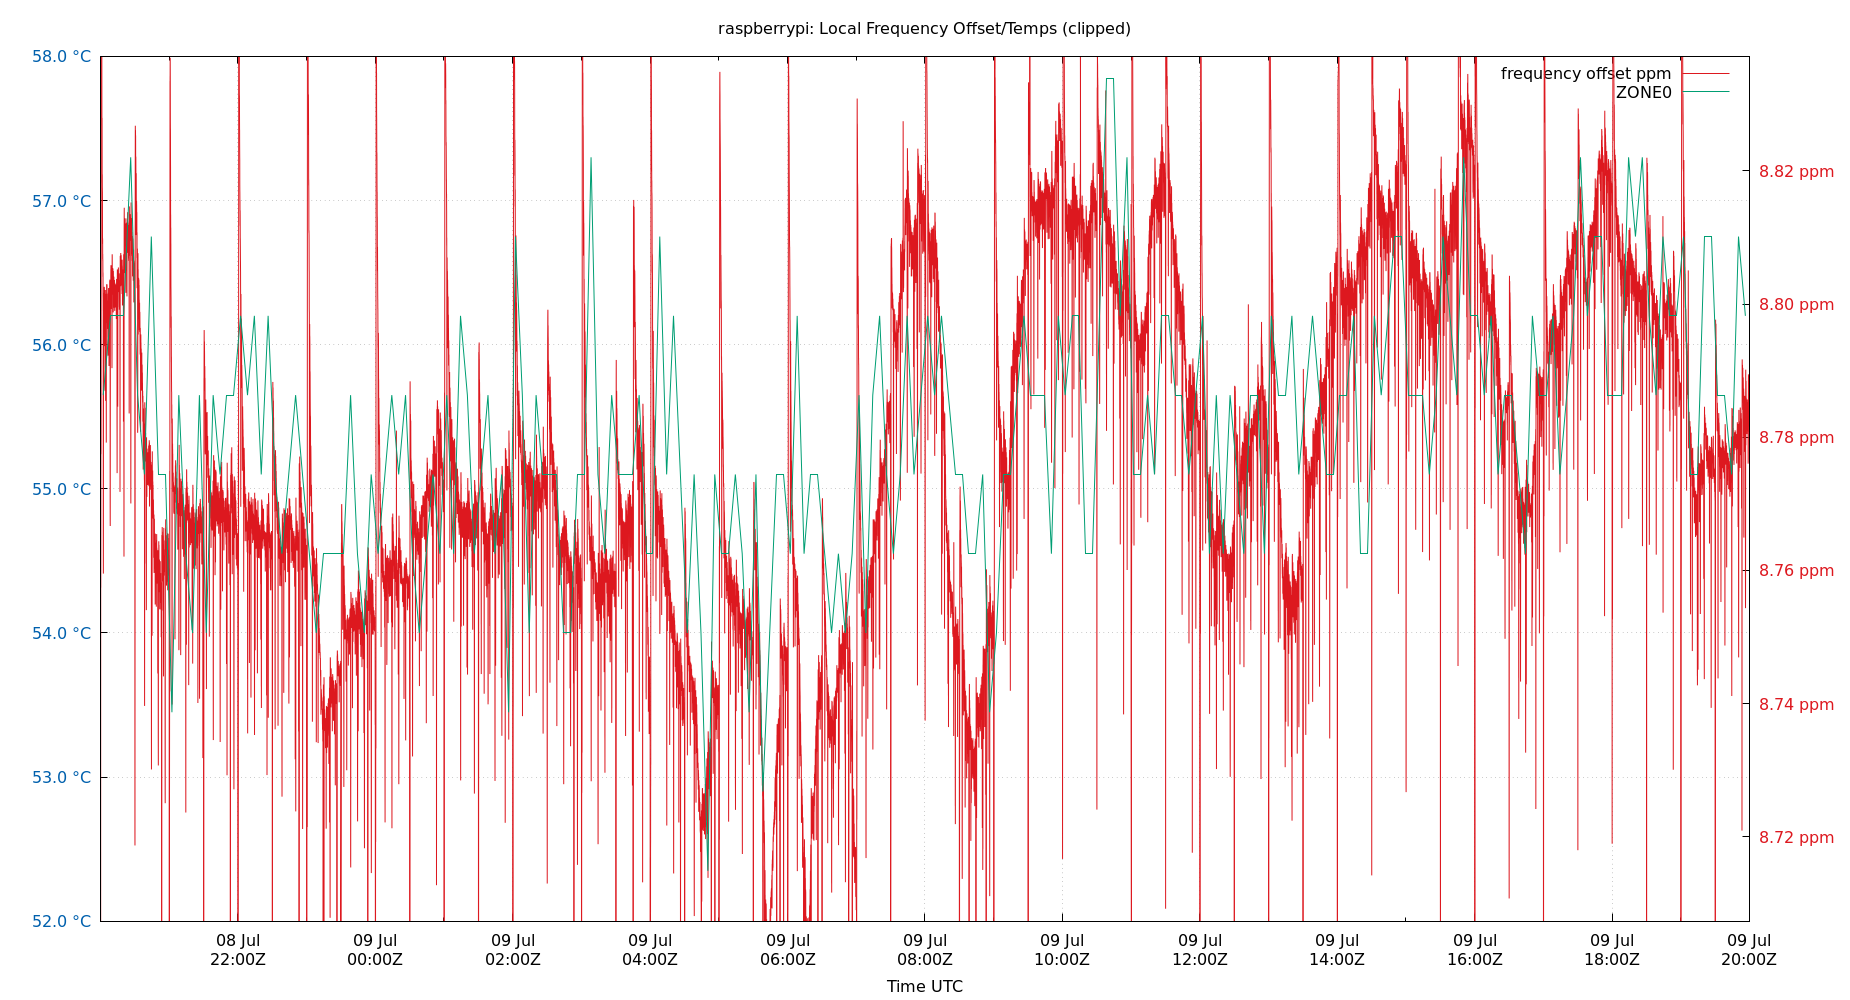 raspberrypi: Local Frequency Offset/Temps (clipped)
frequency offset ppm
ZONE0
58.0 °C
57.0 °C
56.0 °C
55.0 °C
54.0 °C
53.0 °C
52.0 °C
8.82 ppm
8.80 ppm
8.78 ppm
8.76 ppm
8.74 ppm
8.72 ppm
08 Jul 22:00Z
09 Jul 00:00Z
09 Jul 02:00Z
09 Jul 04:00Z
09 Jul 06:00Z
09 Jul 08:00Z
09 Jul 10:00Z
09 Jul 12:00Z
09 Jul 14:00Z
09 Jul 16:00Z
09 Jul 18:00Z
09 Jul 20:00Z
Time UTC